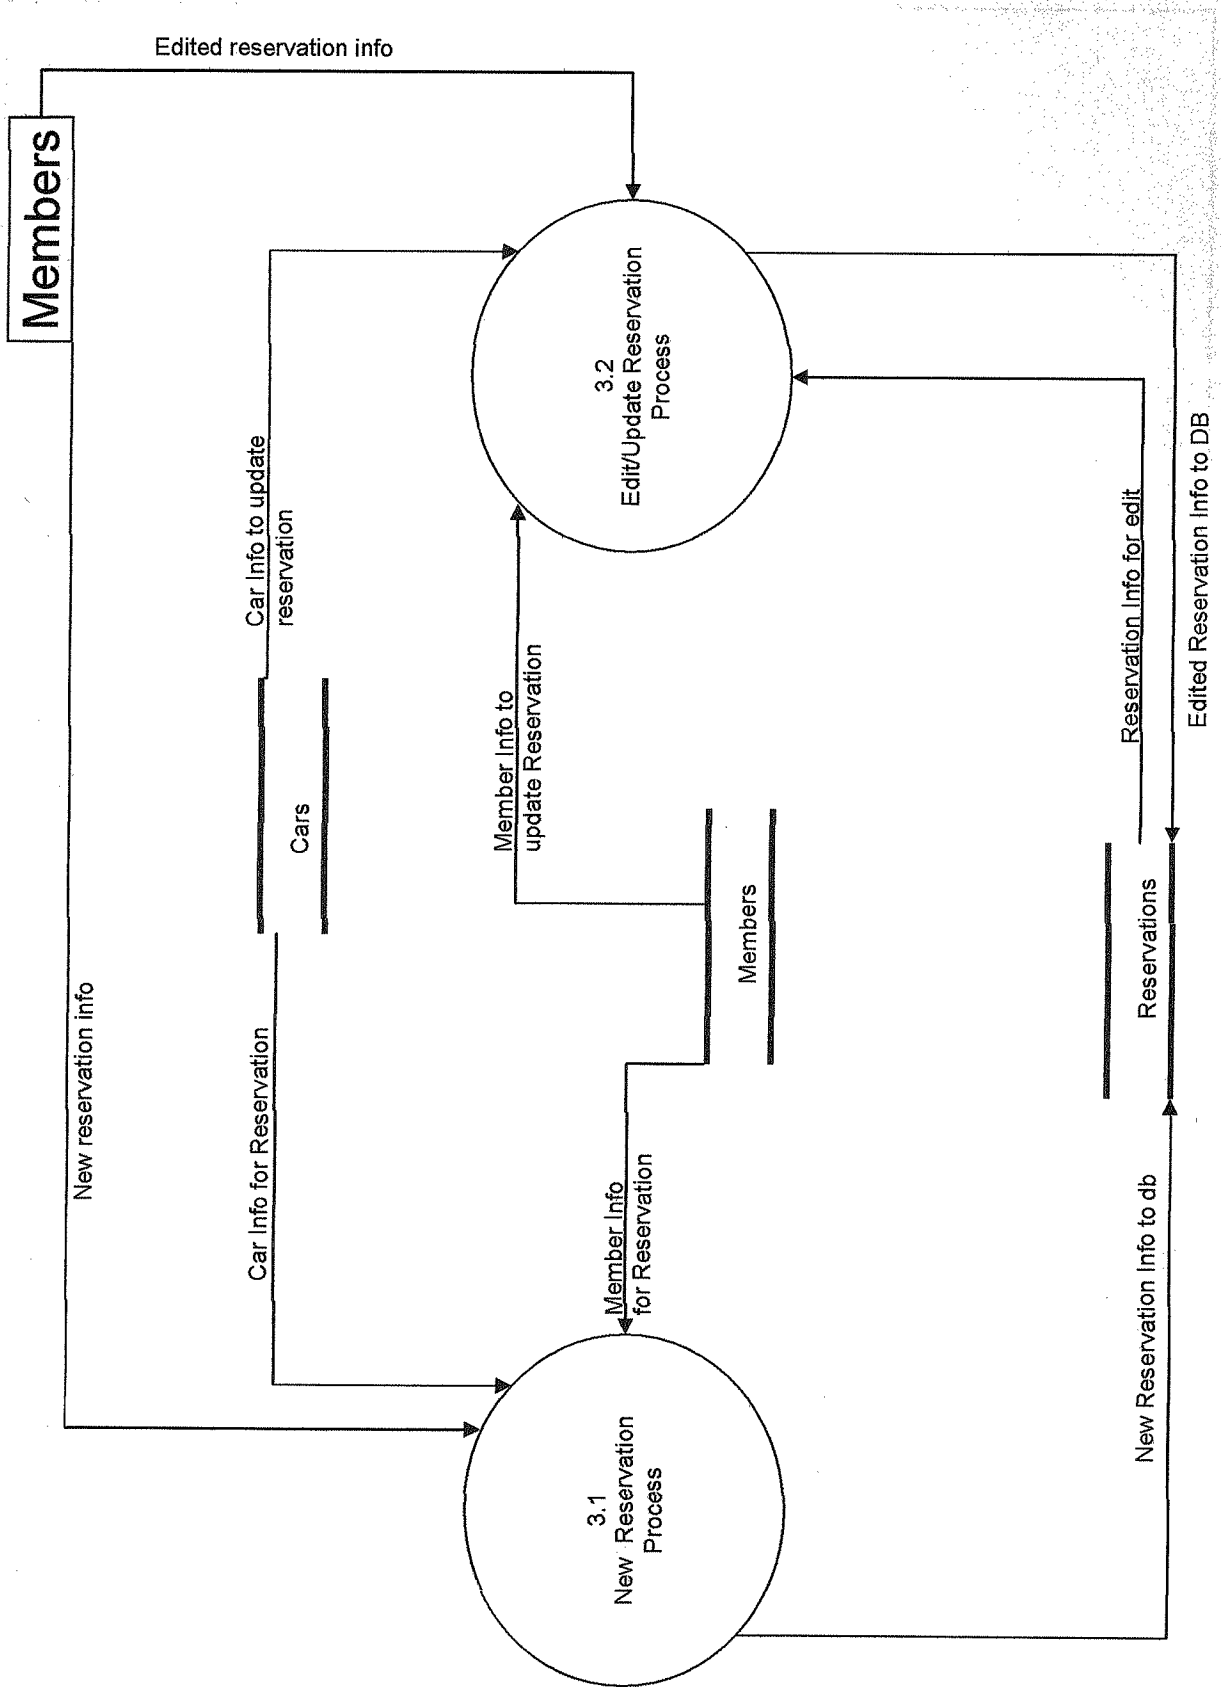 Edited reservation info
Members
New reservation info
Car Info to update
reservation
Cars
Car Info for Reservation
3.2
Edit/Update Reservation
Process
Member Info to
update Reservation
Members
Member Info
for Reservation
3.1
New Reservation
Process
Reservation Info for edit
Edited Reservation Info to DB
Reservations
New Reservation Info to db